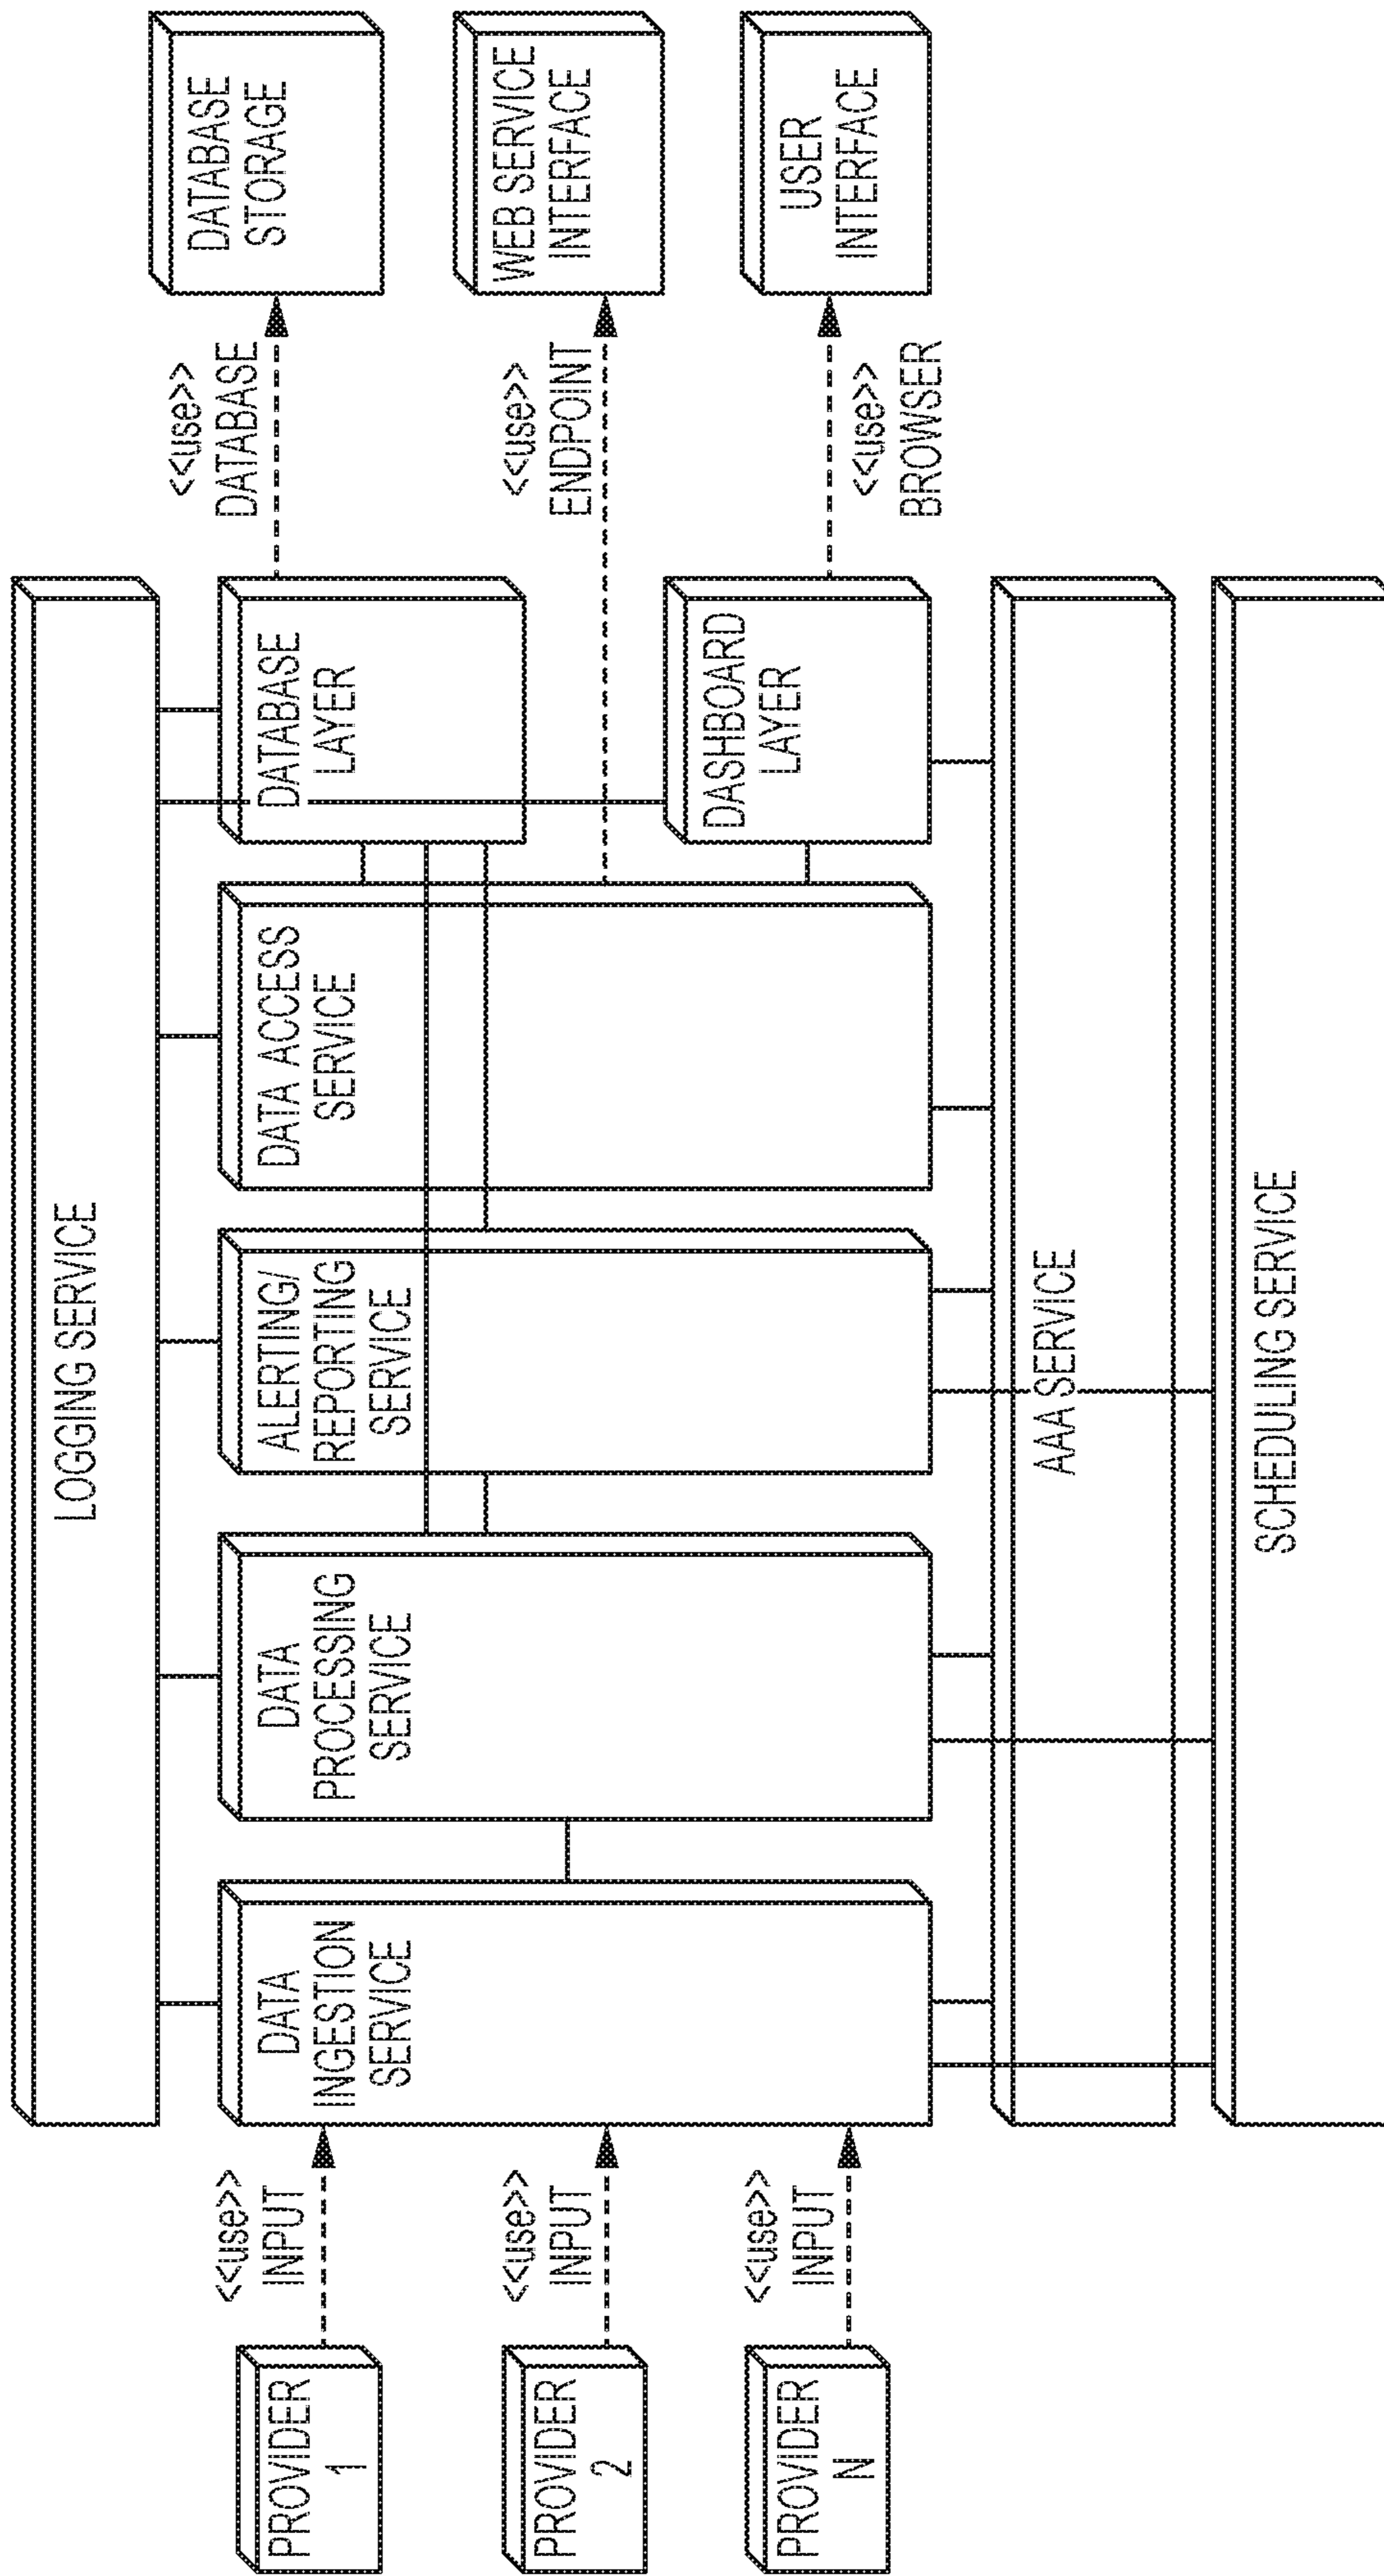 LOGGING SERVICE
PROVIDER
1
<<use>>
INPUT
PROVIDER
2
<<use>>
INPUT
PROVIDER
N
<<use>>
INPUT
DATA
INGESTION
SERVICE
DATA
PROCESSING
SERVICE
ALERTING/
REPORTING
SERVICE
DATA ACCESS
SERVICE
DATABASE
LAYER
DASHBOARD
LAYER
<<use>>
DATABASE
DATABASE
STORAGE
<<use>>
ENDPOINT
WEB SERVICE
INTERFACE
<<use>>
BROWSER
USER
INTERFACE
AAA SERVICE
SCHEDULING SERVICE